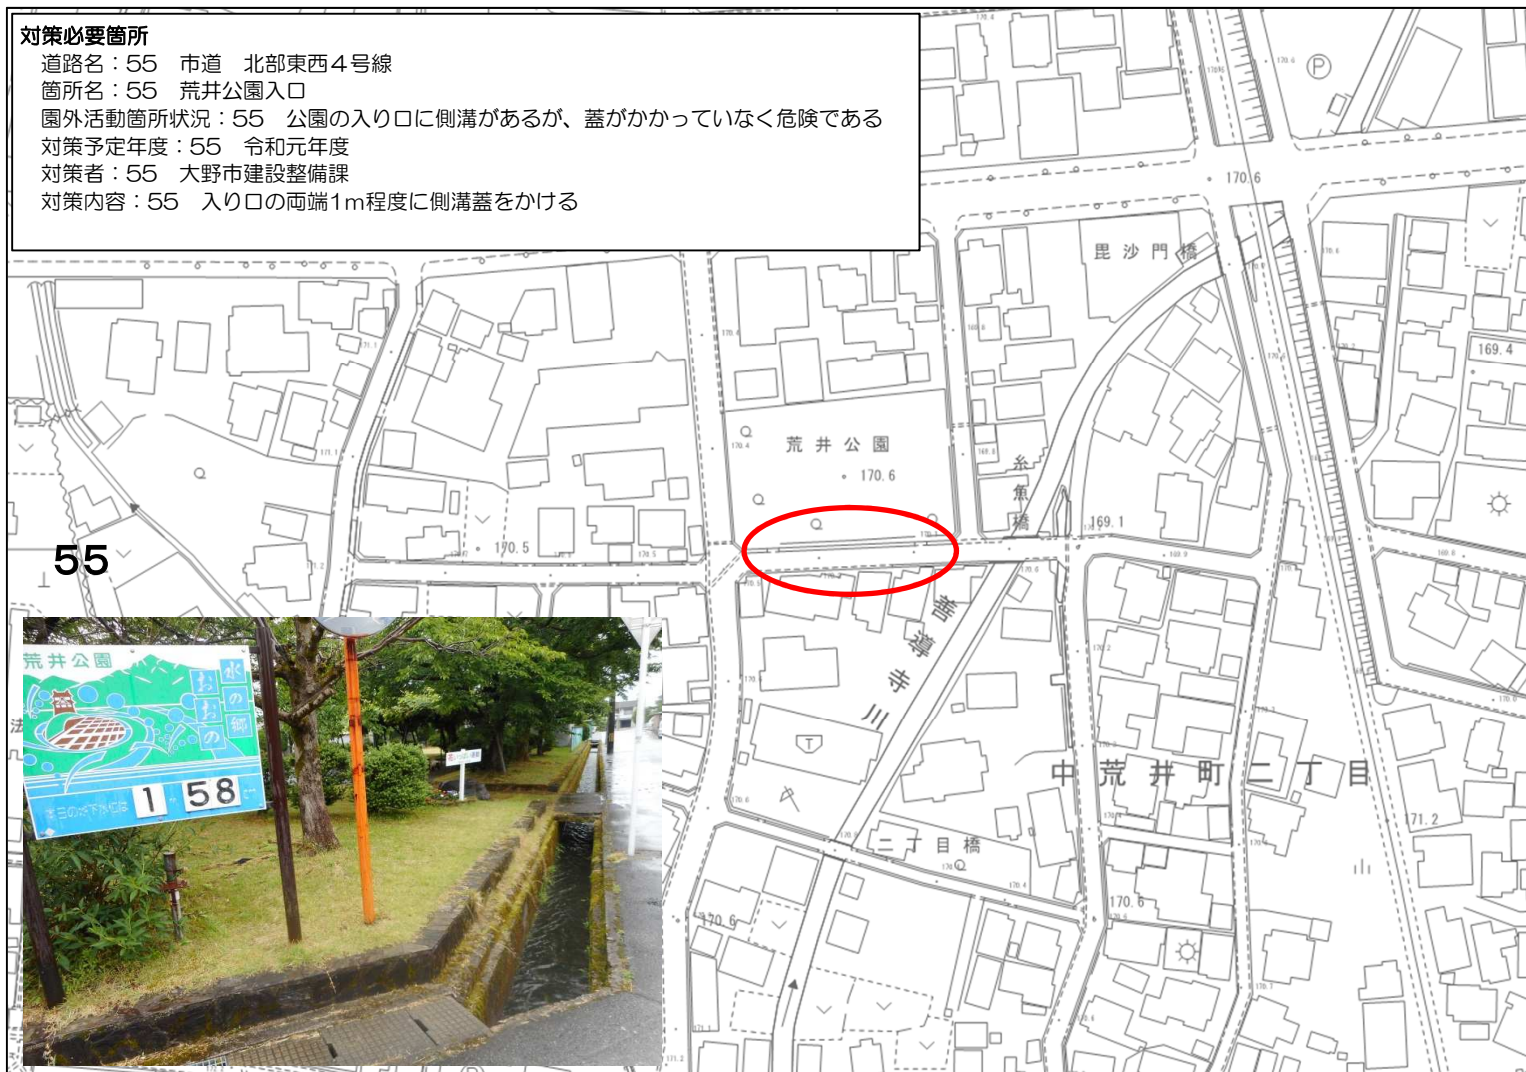 対策必要箇所
道路名：55　市道　北部東西４号線
箇所名：55　荒井公園入口
園外活動箇所状況：55　公園の入り口に側溝があるが、蓋がかかっていなく危険である
対策予定年度：55　令和元年度
対策者：55　大野市建設整備課
対策内容：55　入り口の両端1ｍ程度に側溝蓋をかける
170.6
毘沙門橋
169.4
荒井公園
170.6
糸魚橋
169.1
170.5
55
善導寺川
中荒井町二丁目
171.2
二丁目橋
170.6
170.6
荒井公園
水の郷
おおの
1 58